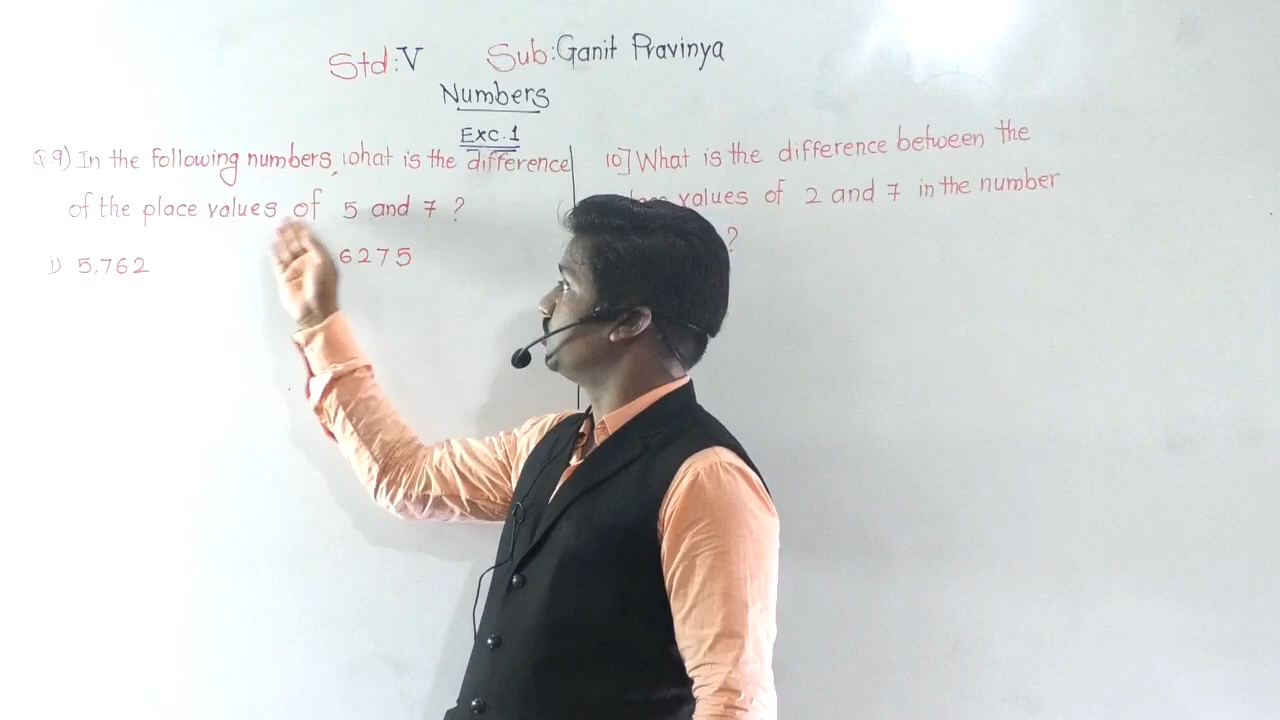 Std: V Sub: Ganit Pravinya
Numbers
Exc. 1
Q.9) In the following numbers, what is the difference
of the place values of 5 and 7 ?
1) 5,762
6275
10] What is the difference between the
values of 2 and 7 in the number
?